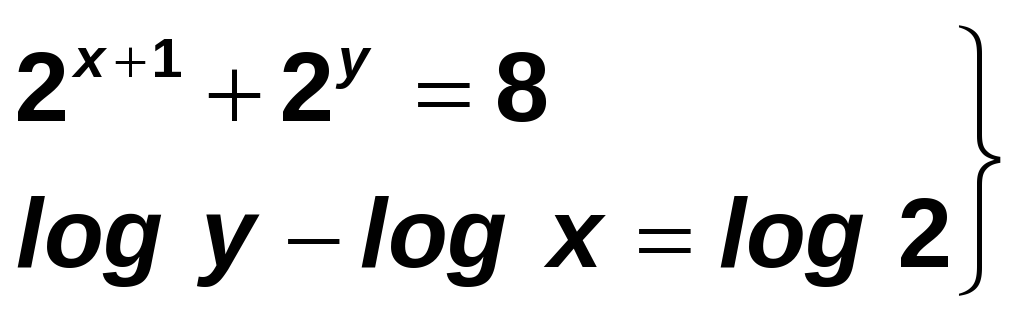 2^{x+1} + 2^{y} = 8
log y − log x = log 2 }